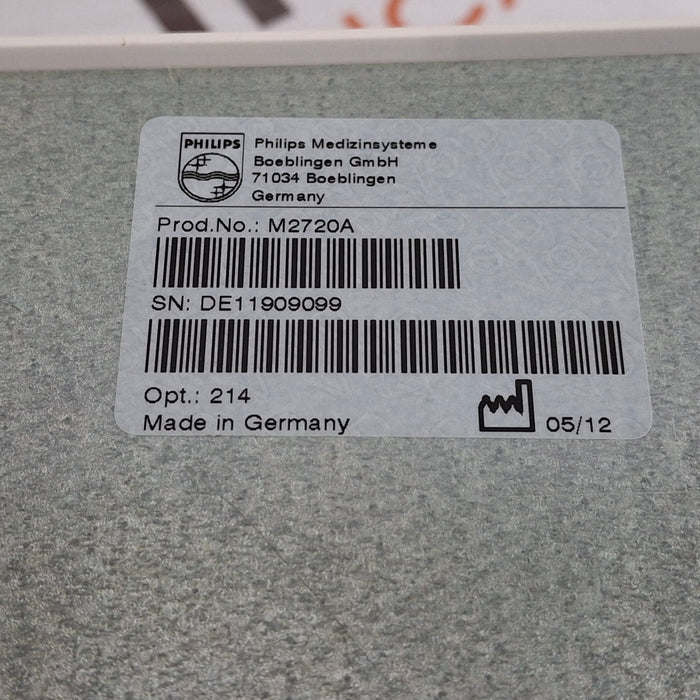 PHILIPS
Philips Medizinsysteme
Boeblingen GmbH
71034 Boeblingen
Germany
Prod.No.: M2720A
SN: DE11909099
Opt.: 214
Made in Germany
05/12